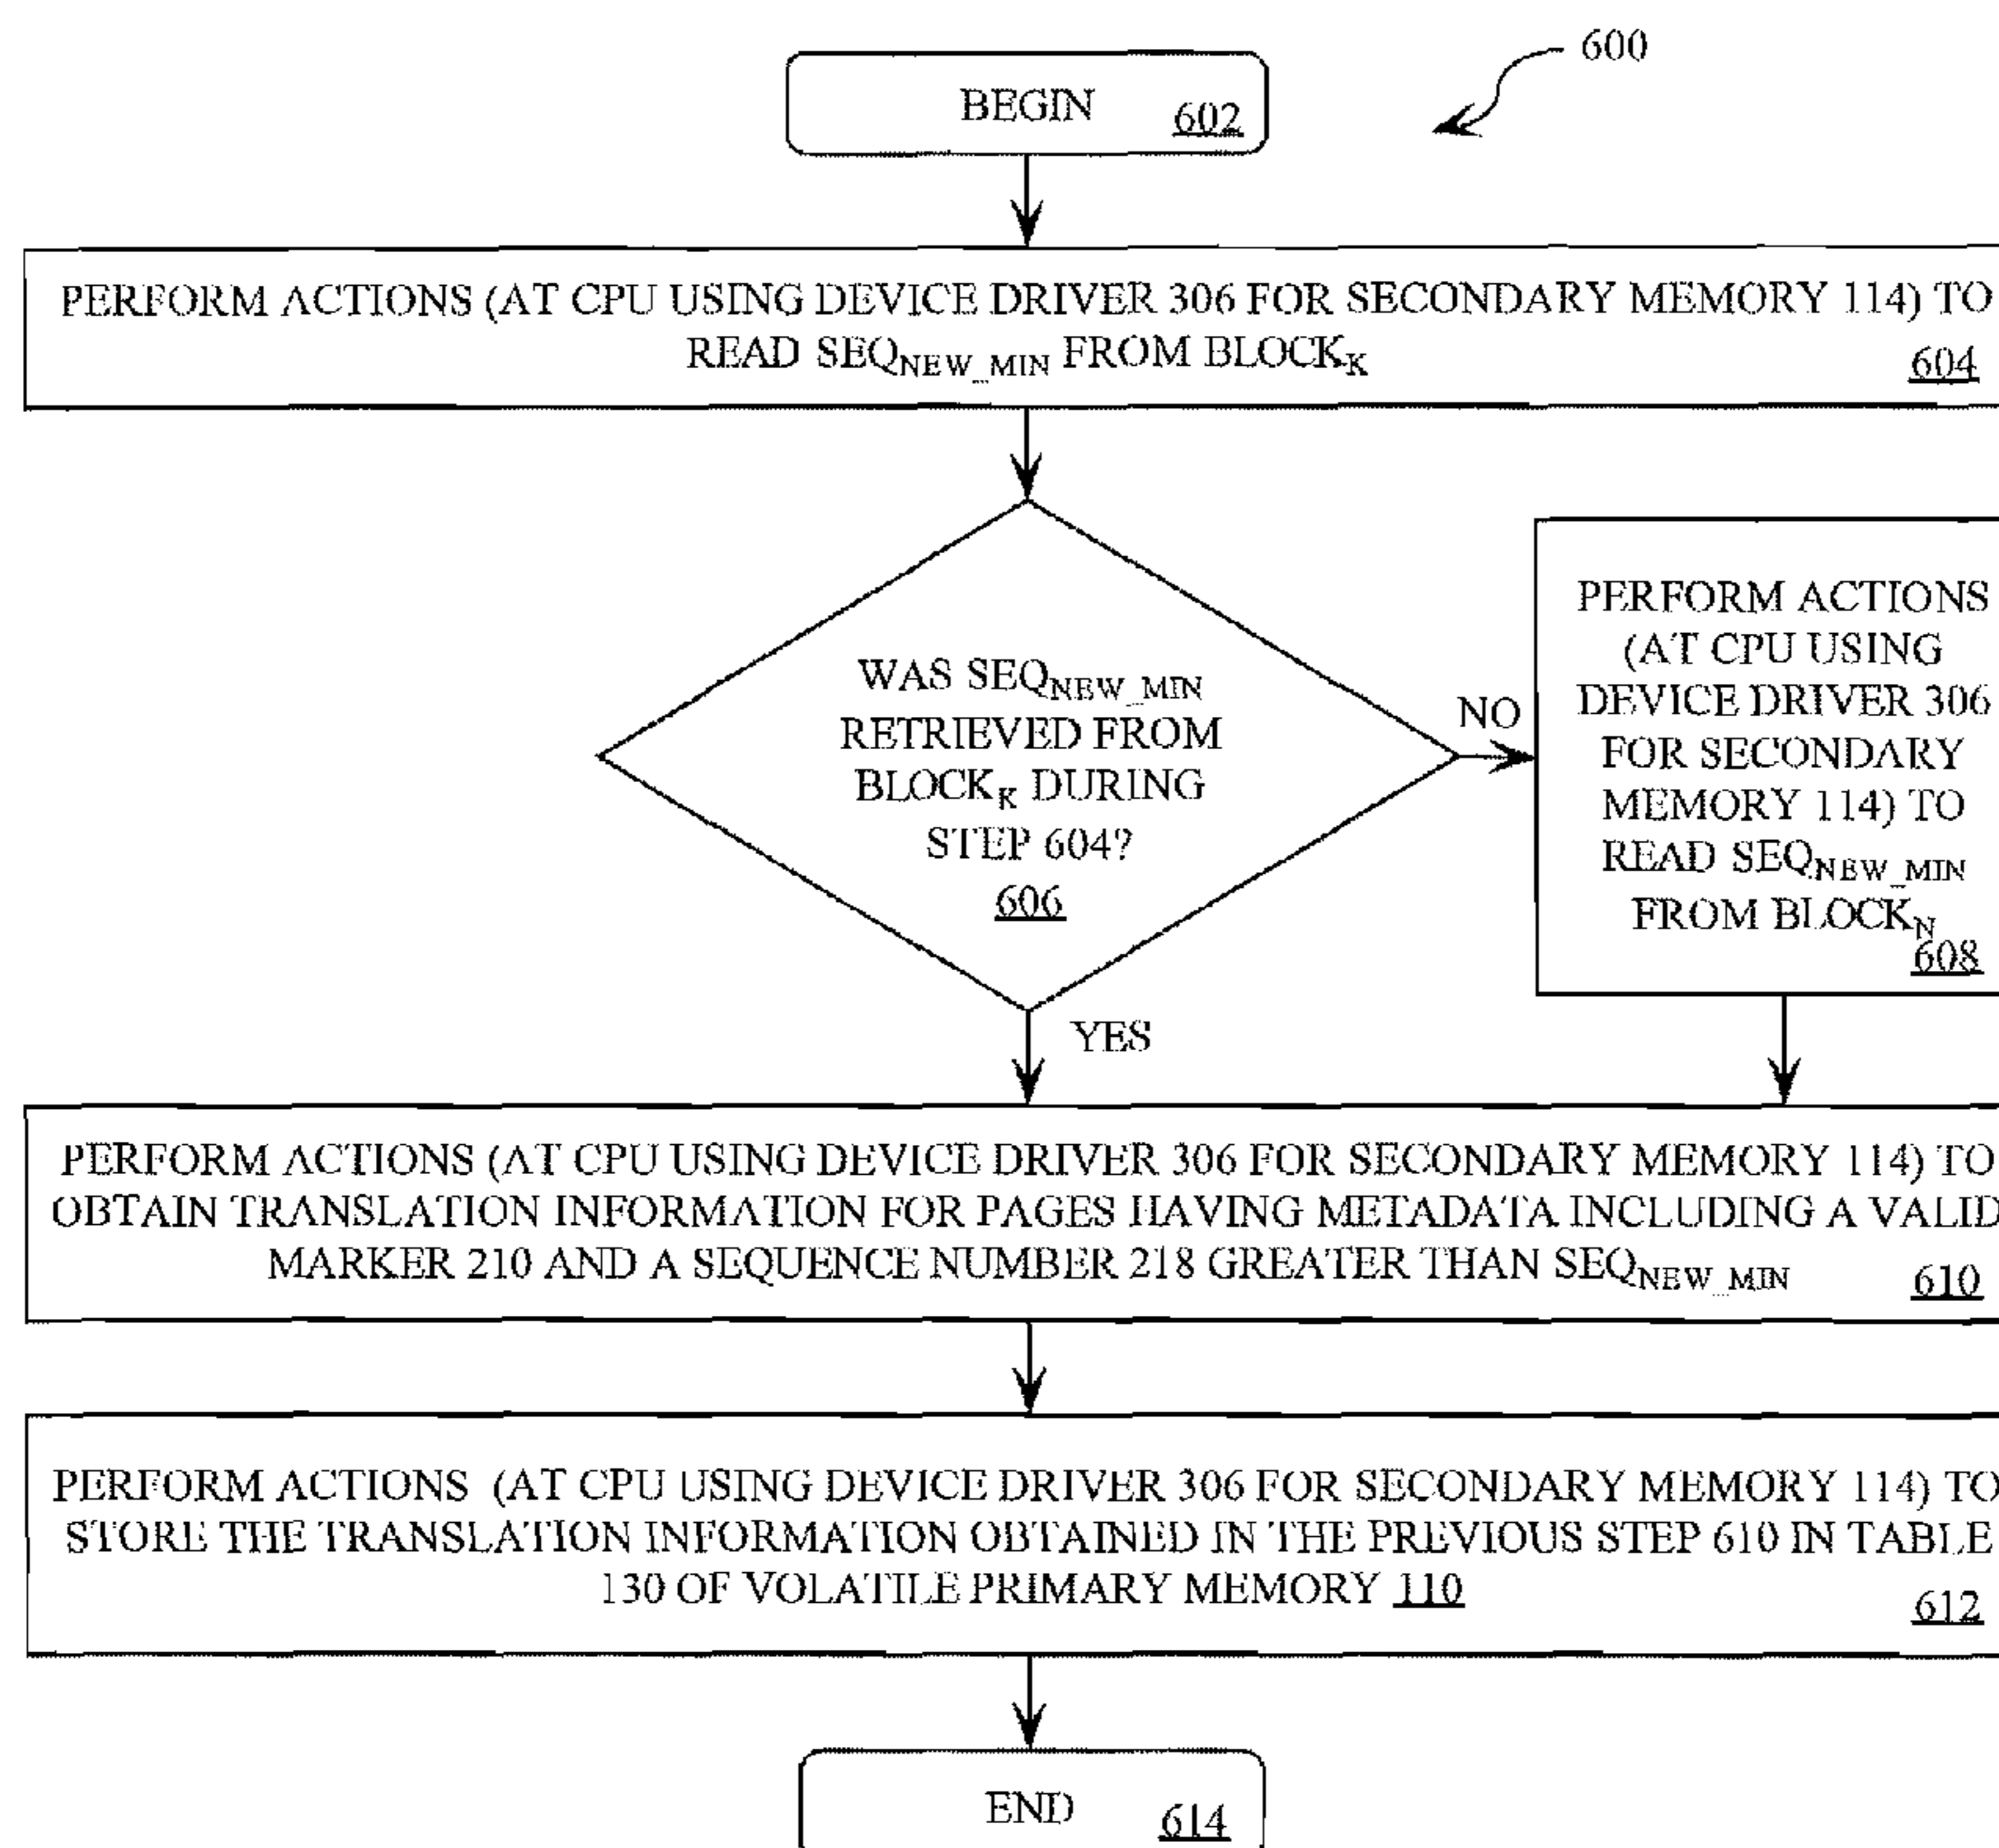 600
BEGIN 602
PERFORM ACTIONS (AT CPU USING DEVICE DRIVER 306 FOR SECONDARY MEMORY 114) TO
READ SEQNEW_MIN FROM BLOCKK
604
WAS SEQNEW_MIN
RETRIEVED FROM
BLOCKK DURING
STEP 604?
606
NO
PERFORM ACTIONS
(AT CPU USING
DEVICE DRIVER 306
FOR SECONDARY
MEMORY 114) TO
READ SEQNEW_MIN
FROM BLOCKN
608
YES
PERFORM ACTIONS (AT CPU USING DEVICE DRIVER 306 FOR SECONDARY MEMORY 114) TO
OBTAIN TRANSLATION INFORMATION FOR PAGES HAVING METADATA INCLUDING A VALID
MARKER 210 AND A SEQUENCE NUMBER 218 GREATER THAN SEQNEW_MIN
610
PERFORM ACTIONS (AT CPU USING DEVICE DRIVER 306 FOR SECONDARY MEMORY 114) TO
STORE THE TRANSLATION INFORMATION OBTAINED IN THE PREVIOUS STEP 610 IN TABLE
130 OF VOLATILE PRIMARY MEMORY 110
612
END 614